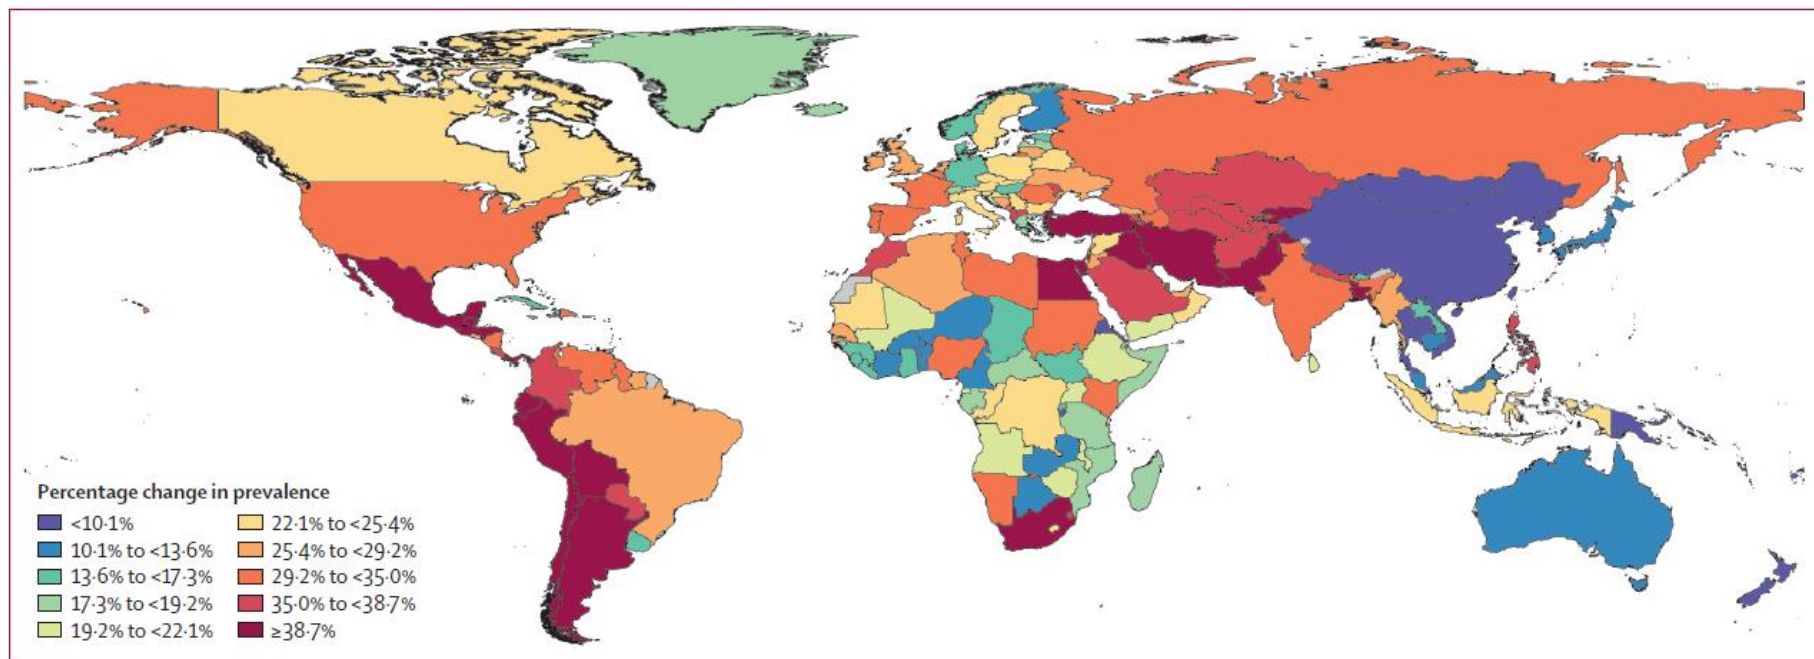 Percentage change in prevalence
<10·1%
10·1% to <13·6%
13·6% to <17·3%
17·3% to <19·2%
19·2% to <22·1%
22·1% to <25·4%
25·4% to <29·2%
29·2% to <35·0%
35·0% to <38·7%
≥38·7%